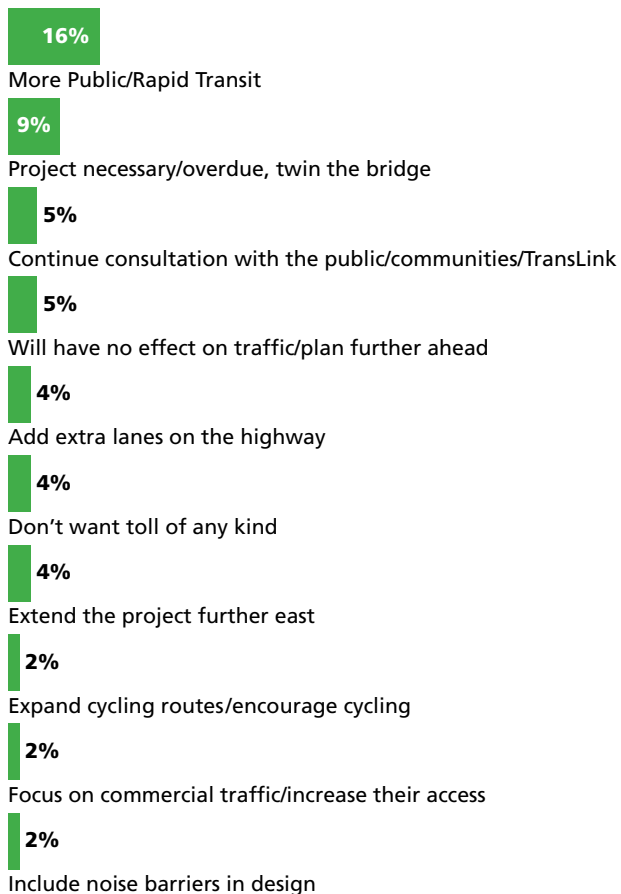 16%
More Public/Rapid Transit
9%
Project necessary/overdue, twin the bridge
5%
Continue consultation with the public/communities/TransLink
5%
Will have no effect on traffic/plan further ahead
4%
Add extra lanes on the highway
4%
Don’t want toll of any kind
4%
Extend the project further east
2%
Expand cycling routes/encourage cycling
2%
Focus on commercial traffic/increase their access
2%
Include noise barriers in design